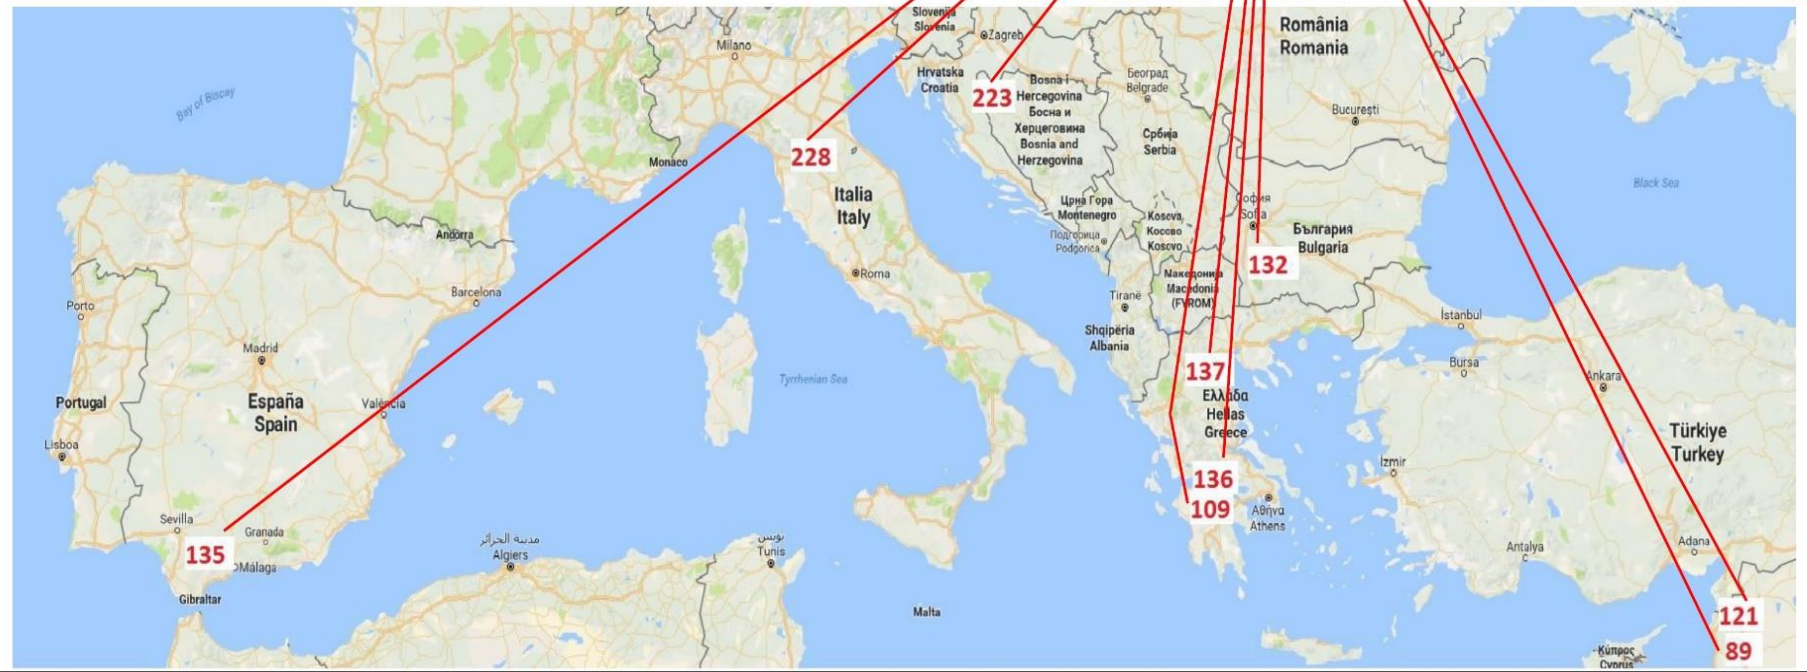 Slovenija
Slovenia
Zagreb
România
Romania
Milano
Hrvatska
Croatia
Bosna i
Hercegovina
Босна и
Херцеговина
Bosnia and
Herzegovina
Београд
Belgrade
București
Bay of Biscay
223
228
Monaco
Србија
Serbia
Black Sea
Italia
Italy
Црна Гора
Montenegro
Подгорица
Podgorica
Kosova
Косово
Kosovo
София
Sofia
България
Bulgaria
Andorra
132
Roma
Македонија
Macedonia
(FYROM)
Barcelona
Porto
Tiranë
İstanbul
Shqipëria
Albania
Madrid
Bursa
137
Ankara
Tyrrhenian Sea
Portugal
España
Spain
València
Ελλάδα
Hellas
Greece
Türkiye
Turkey
Lisboa
İzmir
136
109
Αθήνα
Athens
Sevilla
Granada
135
Málaga
مدينة الجزائر
Algiers
تونس
Tunis
Antalya
Adana
Gibraltar
Malta
121
Κύπρος
Cyprus
89